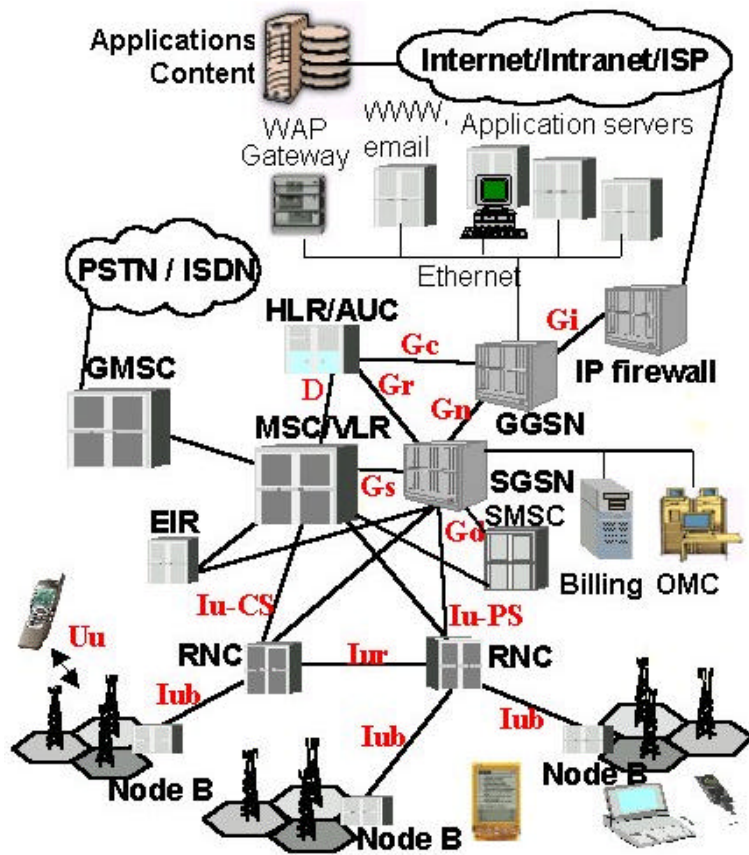 Applications
Content
Internet/Intranet/ISP
WAP
Gateway
WWW,
email
Application servers
Ethernet
PSTN / ISDN
HLR/AUC
Gc
Gi
IP firewall
GMSC
D
Gr
Gn
GGSN
MSC/VLR
Gs
SGSN
SMSC
EIR
Gd
Billing
OMC
Iu-CS
Iu-PS
Uu
RNC
Iur
RNC
Iub
Iub
Iub
Node B
Node B
Node B